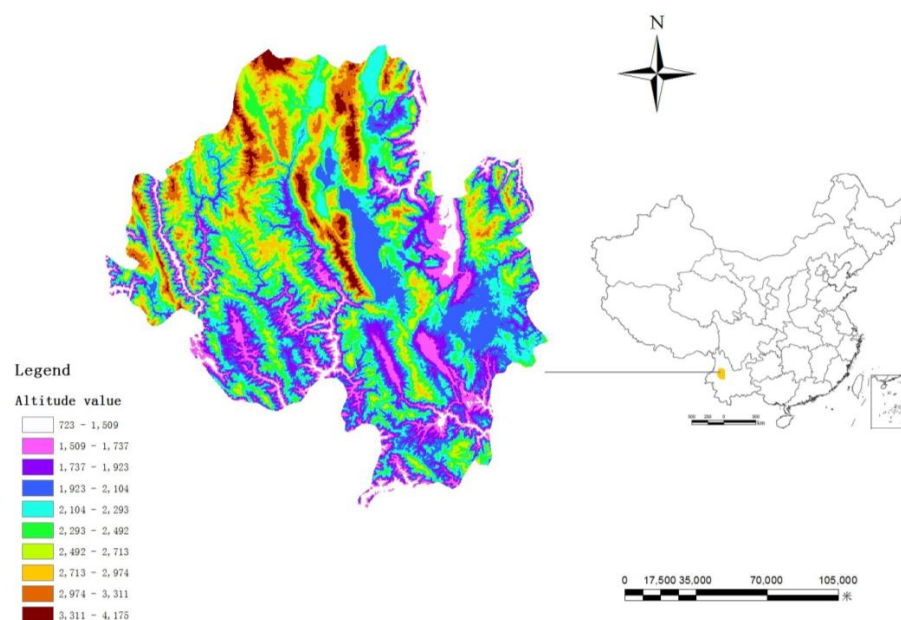 N
Legend
Altitude value
723 - 1,509
1,509 - 1,737
1,737 - 1,923
1,923 - 2,104
2,104 - 2,293
2,293 - 2,492
2,492 - 2,713
2,713 - 2,974
2,974 - 3,311
3,311 - 4,175
km
0 17,500 35,000 70,000 105,000
米